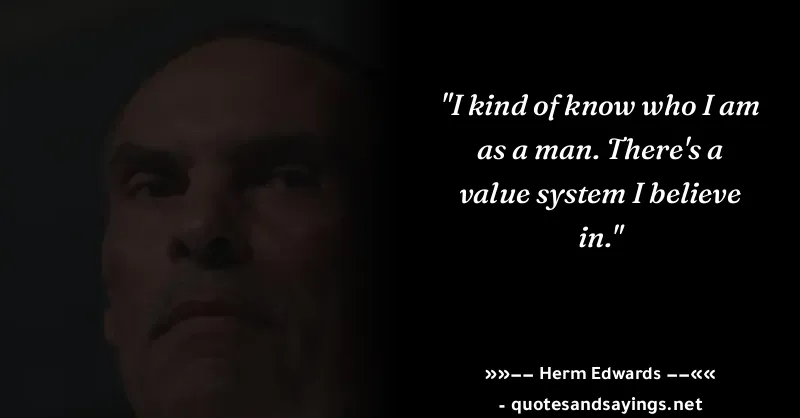 "I kind of know who I am
as a man. There's a
value system I believe
in."
»»−− Herm Edwards −−««
- quotesandsayings.net